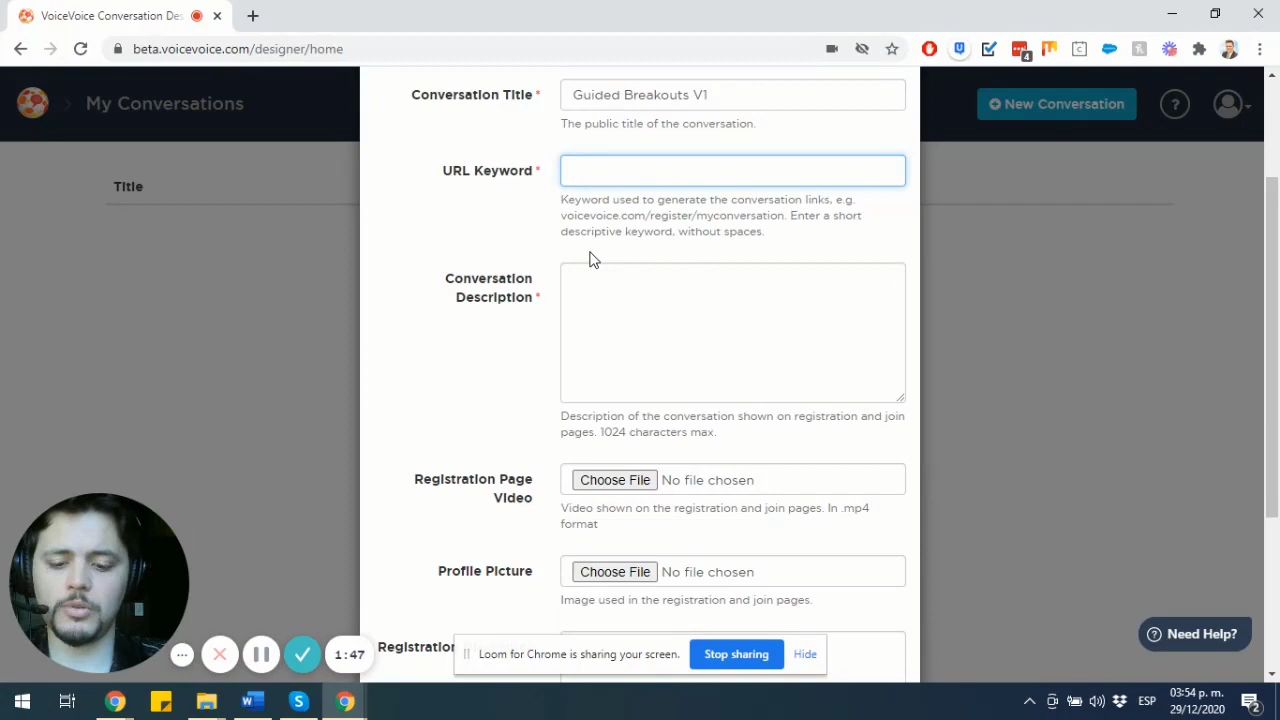 VoiceVoice Conversation Des
beta.voicevoice.com/designer/home
4
My Conversations
New Conversation
?
Title
Conversation Title *
Guided Breakouts V1
The public title of the conversation.
URL Keyword *
Keyword used to generate the conversation links, e.g.
voicevoice.com/register/myconversation. Enter a short
descriptive keyword, without spaces.
Conversation
Description *
Description of the conversation shown on registration and join
pages. 1024 characters max.
Registration Page
Video
Choose File No file chosen
Video shown on the registration and join pages. In .mp4
format
Profile Picture
Choose File No file chosen
Image used in the registration and join pages.
Registration
Loom for Chrome is sharing your screen.
Stop sharing
Hide
1:47
? Need Help?
ESP
03:54 p. m.
29/12/2020
2